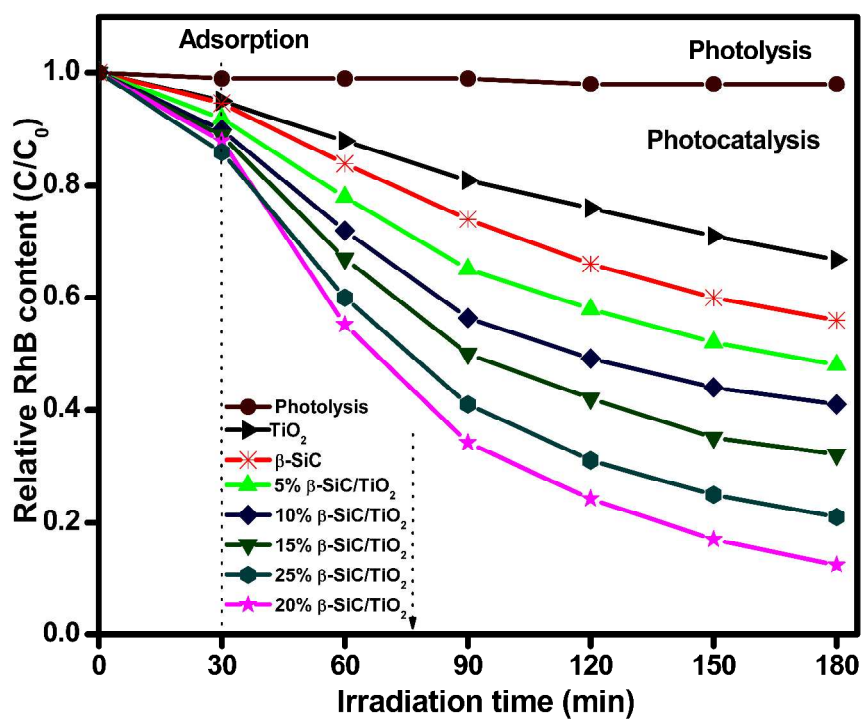 Adsorption
Photolysis
Photocatalysis
Relative RhB content (C/C₀)
1.0
0.8
0.6
0.4
0.2
0.0
Photolysis
TiO₂
β-SiC
5% β-SiC/TiO₂
10% β-SiC/TiO₂
15% β-SiC/TiO₂
25% β-SiC/TiO₂
20% β-SiC/TiO₂
0 30 60 90 120 150 180
Irradiation time (min)